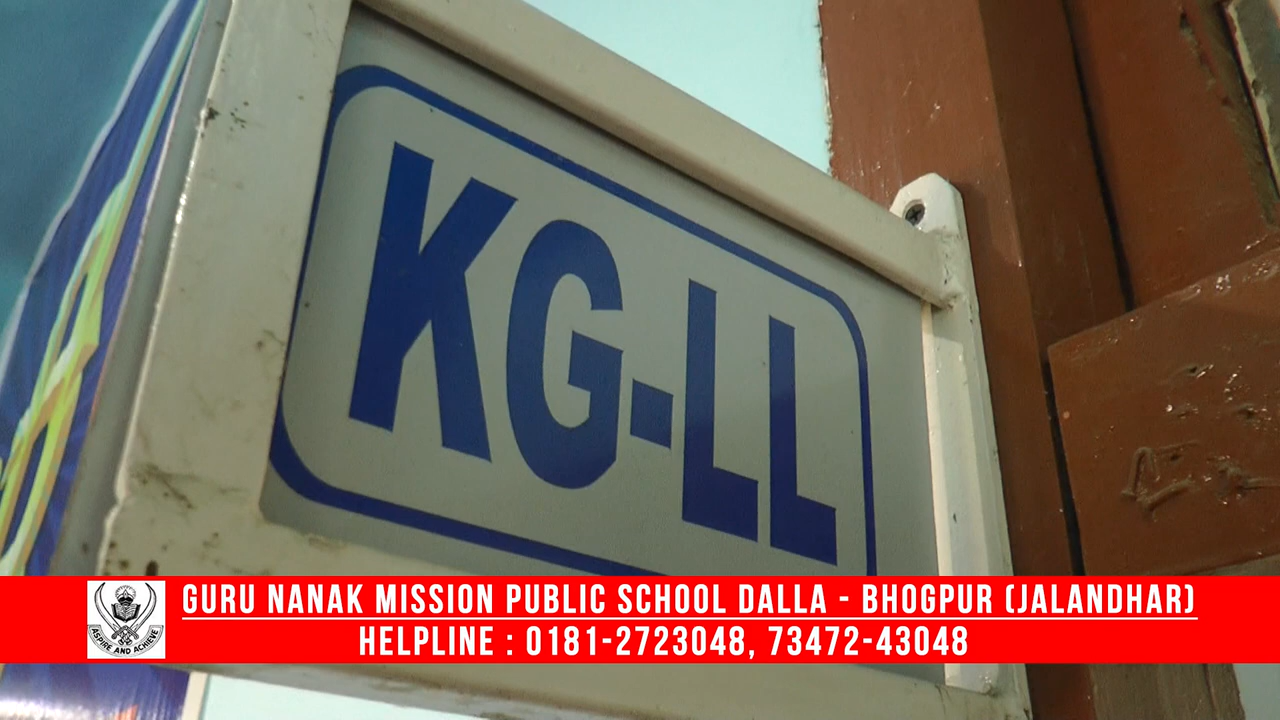 KG-LL
GURU NANAK MISSION PUBLIC SCHOOL DALLA - BHOGPUR (JALANDHAR)
HELPLINE : 0181-2723048, 73472-43048
ASPIRE AND ACHIEVE